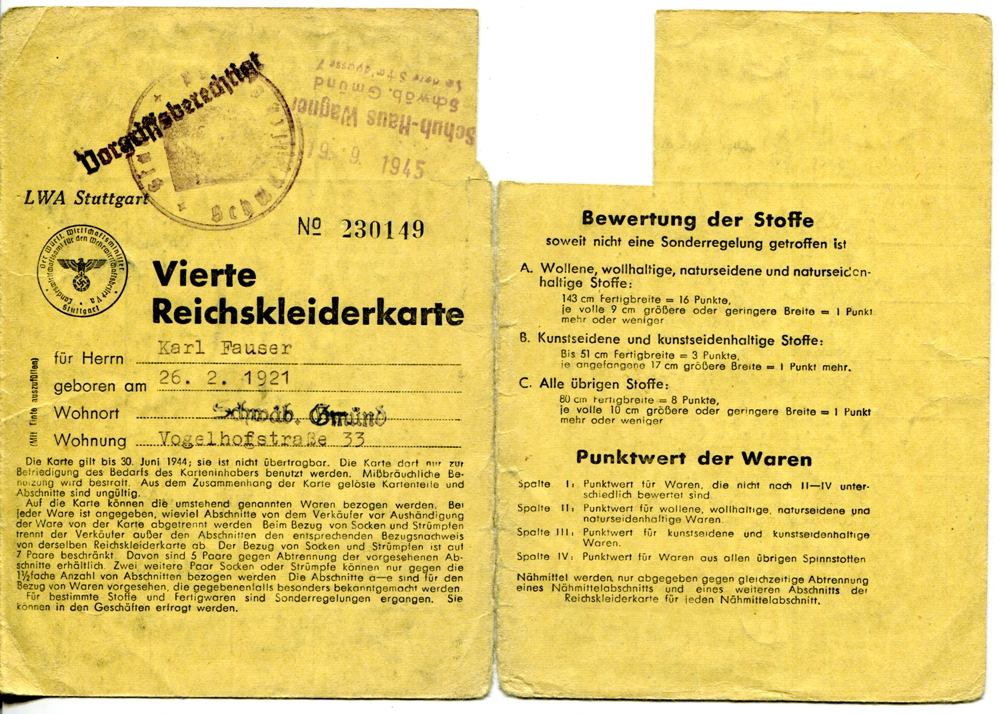 Vorgriffsberechtigt
Schuh-Haus Wagner
Schwäb. Gmünd
9. 9. 1945
LWA Stuttgart
Nº 230149
Der Württ. Wirtschaftsminister
Landeswirtschaftsamt für den Wehrwirtschaftsbezirk Va
Stuttgart
Vierte
Reichskleiderkarte
(Mit Tinte auszufüllen)
für Herrn Karl Fauser
geboren am 26. 2. 1921
Wohnort Schwäb. Gmünd
Wohnung Vogelhofstraße 33
Die Karte gilt bis 30. Juni 1944; sie ist nicht übertragbar. Die Karte darf nur zur
Befriedigung des Bedarfs des Karteninhabers benutzt werden. Mißbräuchliche Be-
nutzung wird bestraft. Aus dem Zusammenhang der Karte gelöste Kartenteile und
Abschnitte sind ungültig.
Auf die Karte können die umstehend genannten Waren bezogen werden. Bei
jeder Ware ist angegeben, wieviel Abschnitte von dem Verkäufer vor Aushändigung
der Ware von der Karte abgetrennt werden. Beim Bezug von Socken und Strümpfen
trennt der Verkäufer außer den Abschnitten den entsprechenden Bezugsnachweis
von derselben Reichskleiderkarte ab. Der Bezug von Socken und Strümpfen ist auf
7 Paare beschränkt. Davon sind 5 Paare gegen Abtrennung der vorgesehenen Ab-
schnitte erhältlich. Zwei weitere Paar Socken oder Strümpfe können nur gegen die
1½fache Anzahl von Abschnitten bezogen werden. Die Abschnitte a—e sind für den
Bezug von Waren vorgesehen, die gegebenenfalls besonders bekanntgemacht werden.
Für bestimmte Stoffe und Fertigwaren sind Sonderregelungen ergangen. Sie
können in den Geschäften erfragt werden.
Bewertung der Stoffe
soweit nicht eine Sonderregelung getroffen ist
A. Wollene, wollhaltige, naturseidene und naturseiden-
haltige Stoffe:
143 cm Fertigbreite = 16 Punkte,
je volle 9 cm größere oder geringere Breite = 1 Punkt
mehr oder weniger
B. Kunstseidene und kunstseidenhaltige Stoffe:
Bis 51 cm Fertigbreite = 3 Punkte,
je angefangene 17 cm größere Breite = 1 Punkt mehr.
C. Alle übrigen Stoffe:
80 cm Fertigbreite = 8 Punkte,
je volle 10 cm größere oder geringere Breite = 1 Punkt
mehr oder weniger
Punktwert der Waren
Spalte I: Punktwert für Waren, die nicht nach II—IV unter-
schiedlich bewertet sind
Spalte II: Punktwert für wollene, wollhaltige, naturseidene und
naturseidenhaltige Waren
Spalte III: Punktwert für kunstseidene und kunstseidenhaltige
Waren.
Spalte IV: Punktwert für Waren aus allen übrigen Spinnstoffen
Nähmittel werden nur abgegeben gegen gleichzeitige Abtrennung
eines Nähmittelabschnitts und eines weiteren Abschnitts der
Reichskleiderkarte für jeden Nähmittelabschnitt.